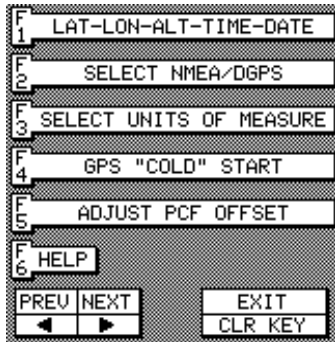 F1 LAT-LON-ALT-TIME-DATE
F2 SELECT NMEA/DGPS
F3 SELECT UNITS OF MEASURE
F4 GPS "COLD" START
F5 ADJUST PCF OFFSET
F6 HELP
PREV NEXT EXIT
◄ ► CLR KEY